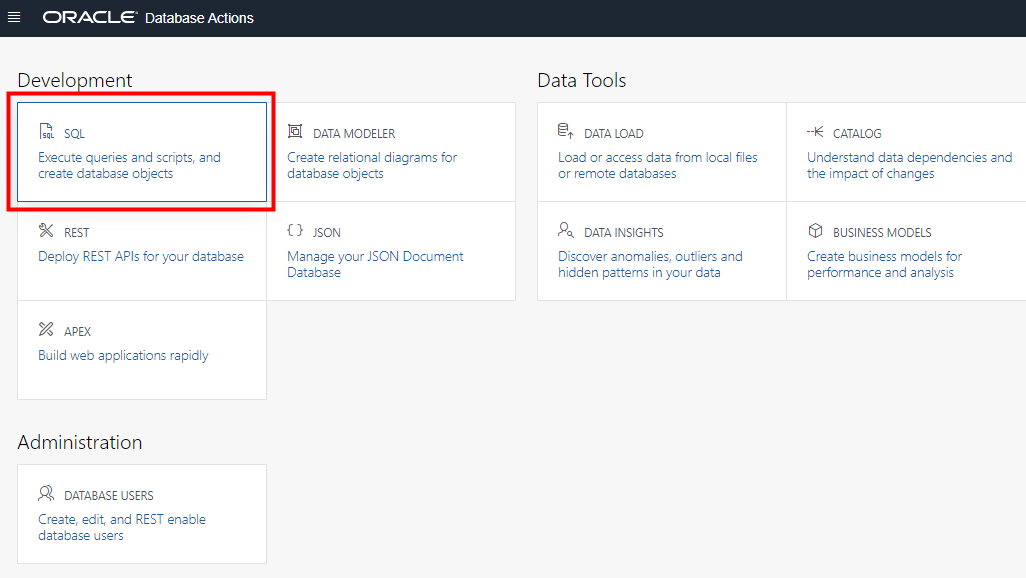 ORACLE Database Actions
Development
SQL
Execute queries and scripts, and
create database objects
DATA MODELER
Create relational diagrams for
database objects
REST
Deploy REST APIs for your database
JSON
Manage your JSON Document
Database
APEX
Build web applications rapidly
Data Tools
DATA LOAD
Load or access data from local files
or remote databases
CATALOG
Understand data dependencies and
the impact of changes
DATA INSIGHTS
Discover anomalies, outliers and
hidden patterns in your data
BUSINESS MODELS
Create business models for
performance and analysis
Administration
DATABASE USERS
Create, edit, and REST enable
database users